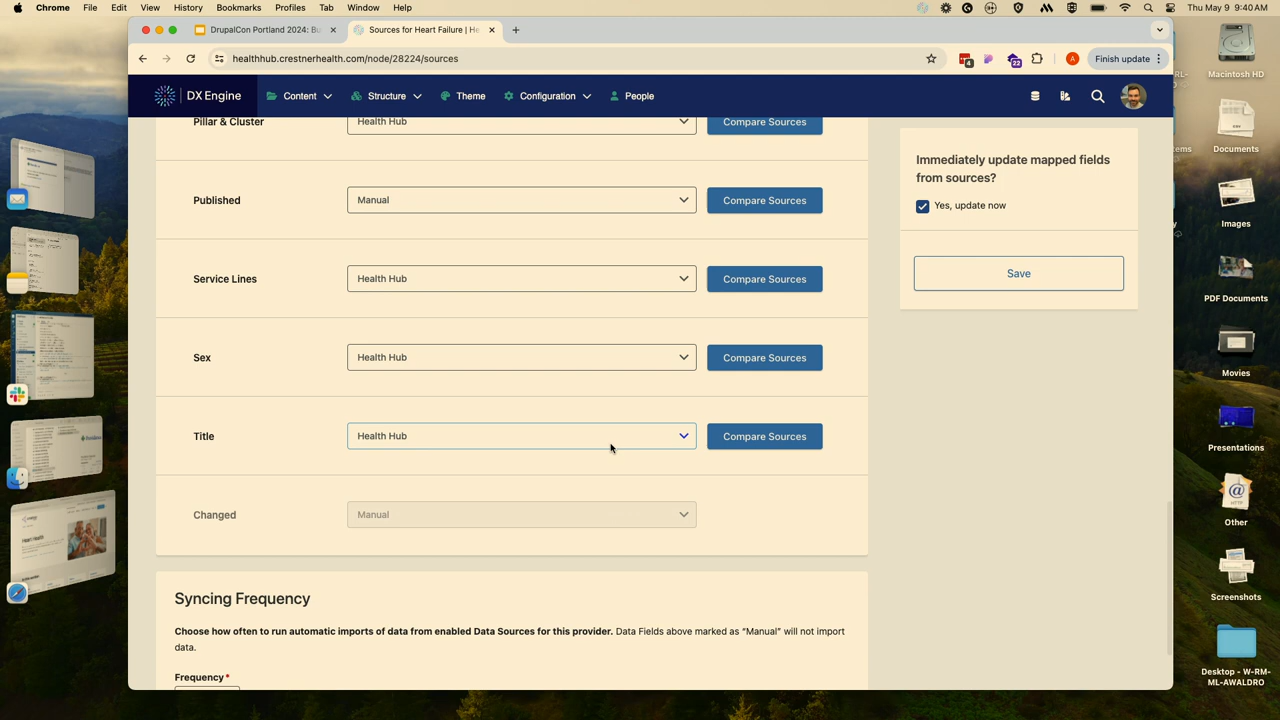 Chrome File Edit View History Bookmarks Profiles Tab Window Help
Thu May 9 9:40 AM
DrupalCon Portland 2024: Bu
Sources for Heart Failure | He
healthhub.crestnerhealth.com/node/28224/sources
4
22
A
Finish update
DX Engine
Content
Structure
Theme
Configuration
People
Pillar & Cluster
Health Hub
Compare Sources
Published
Manual
Compare Sources
Service Lines
Health Hub
Compare Sources
Sex
Health Hub
Compare Sources
Title
Health Hub
Compare Sources
Changed
Manual
Syncing Frequency
Choose how often to run automatic imports of data from enabled Data Sources for this provider. Data Fields above marked as “Manual” will not import
data.
Frequency*
Immediately update mapped fields
from sources?
Yes, update now
Save
Macintosh HD
Documents
Images
PDF Documents
Movies
Presentations
Other
Screenshots
Desktop - W-RM-
ML-AWALDRO